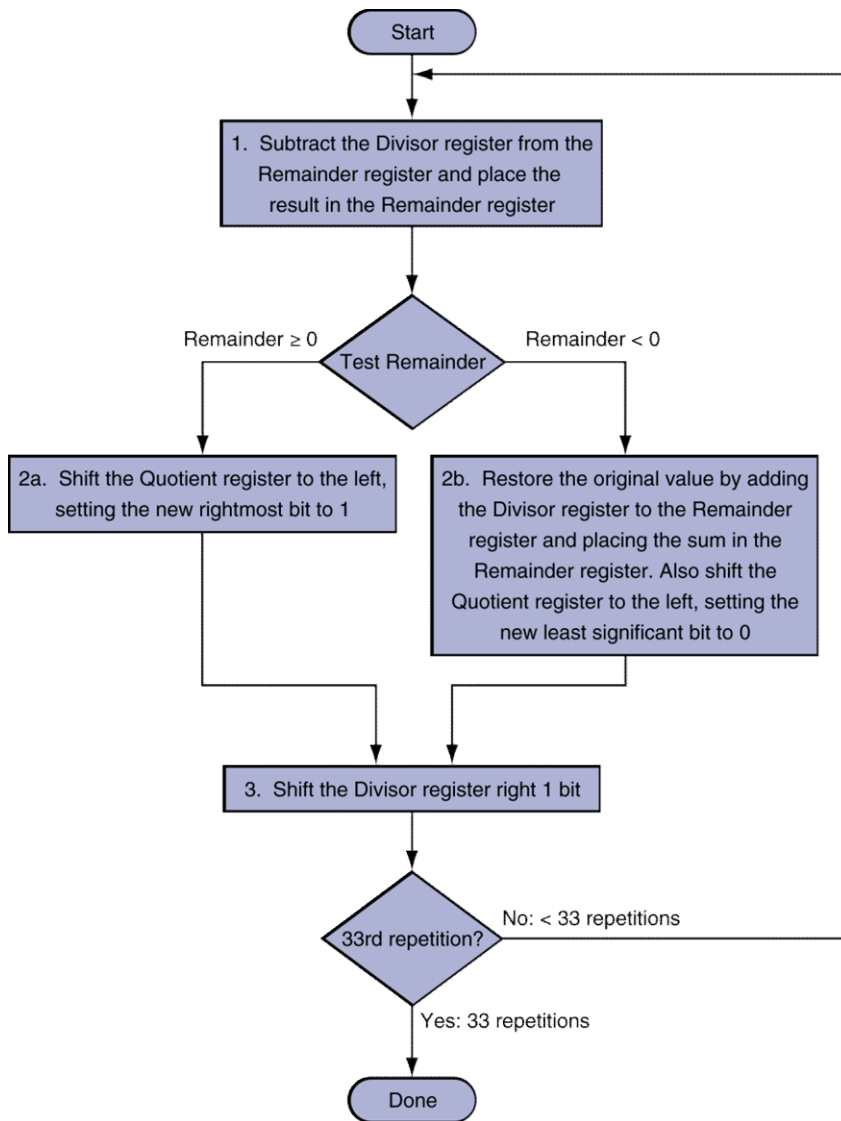 Start
1. Subtract the Divisor register from the
Remainder register and place the
result in the Remainder register
Remainder ≥ 0
Remainder < 0
Test Remainder
2a. Shift the Quotient register to the left,
setting the new rightmost bit to 1
2b. Restore the original value by adding
the Divisor register to the Remainder
register and placing the sum in the
Remainder register. Also shift the
Quotient register to the left, setting the
new least significant bit to 0
3. Shift the Divisor register right 1 bit
33rd repetition?
No: < 33 repetitions
Yes: 33 repetitions
Done